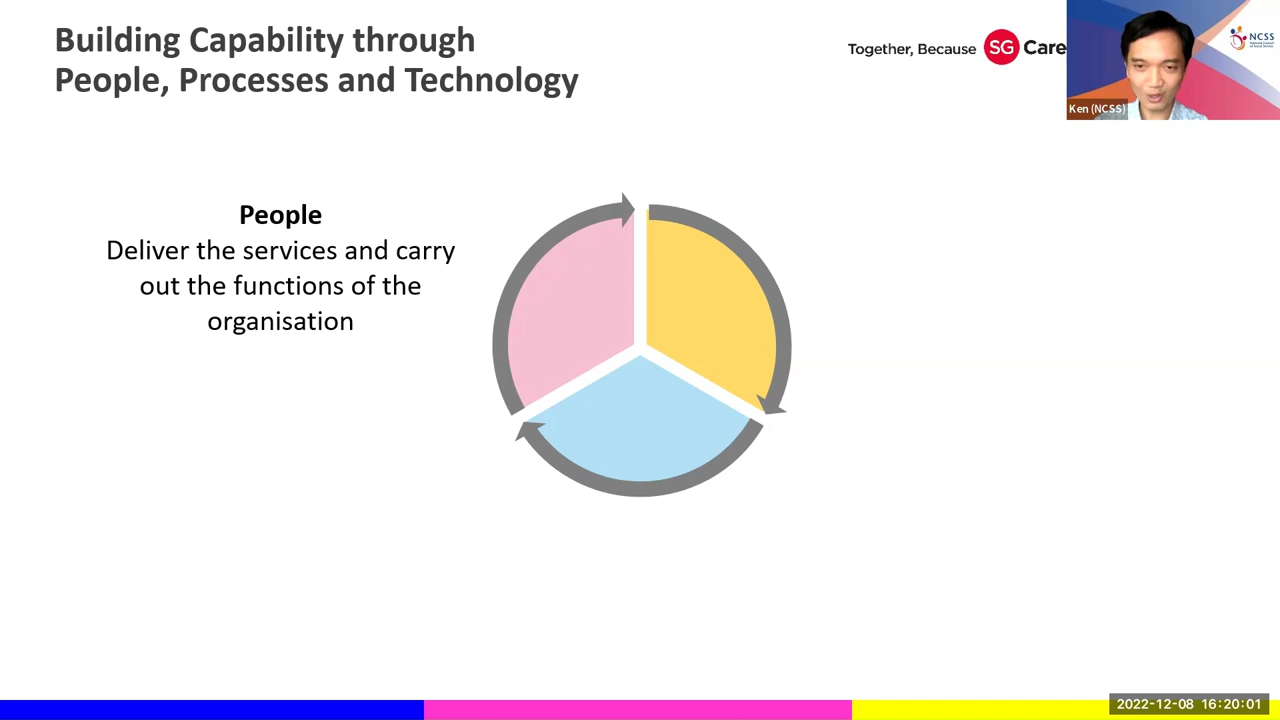 Building Capability through
People, Processes and Technology
Together, Because SG Care
NCSS
Ken (NCSS)
People
Deliver the services and carry
out the functions of the
organisation
2022-12-08 16:20:01